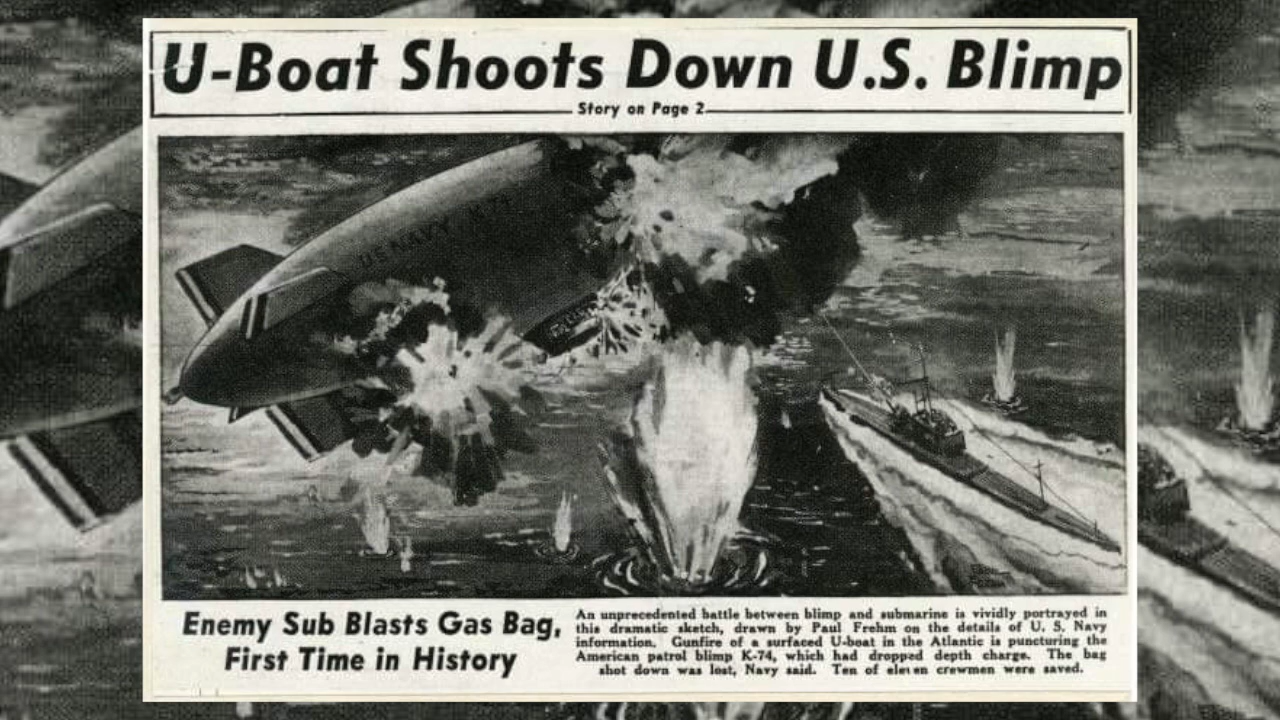 U-Boat Shoots Down U.S. Blimp
Story on Page 2
U.S. NAVY
Enemy Sub Blasts Gas Bag,
First Time in History
An unprecedented battle between blimp and submarine is vividly portrayed in
this dramatic sketch, drawn by Paul Frehm on the details of U. S. Navy
information. Gunfire of a surfaced U-boat in the Atlantic is puncturing the
American patrol blimp K-74, which had dropped depth charge. The bag
shot down was lost, Navy said. Ten of eleven crewmen were saved.